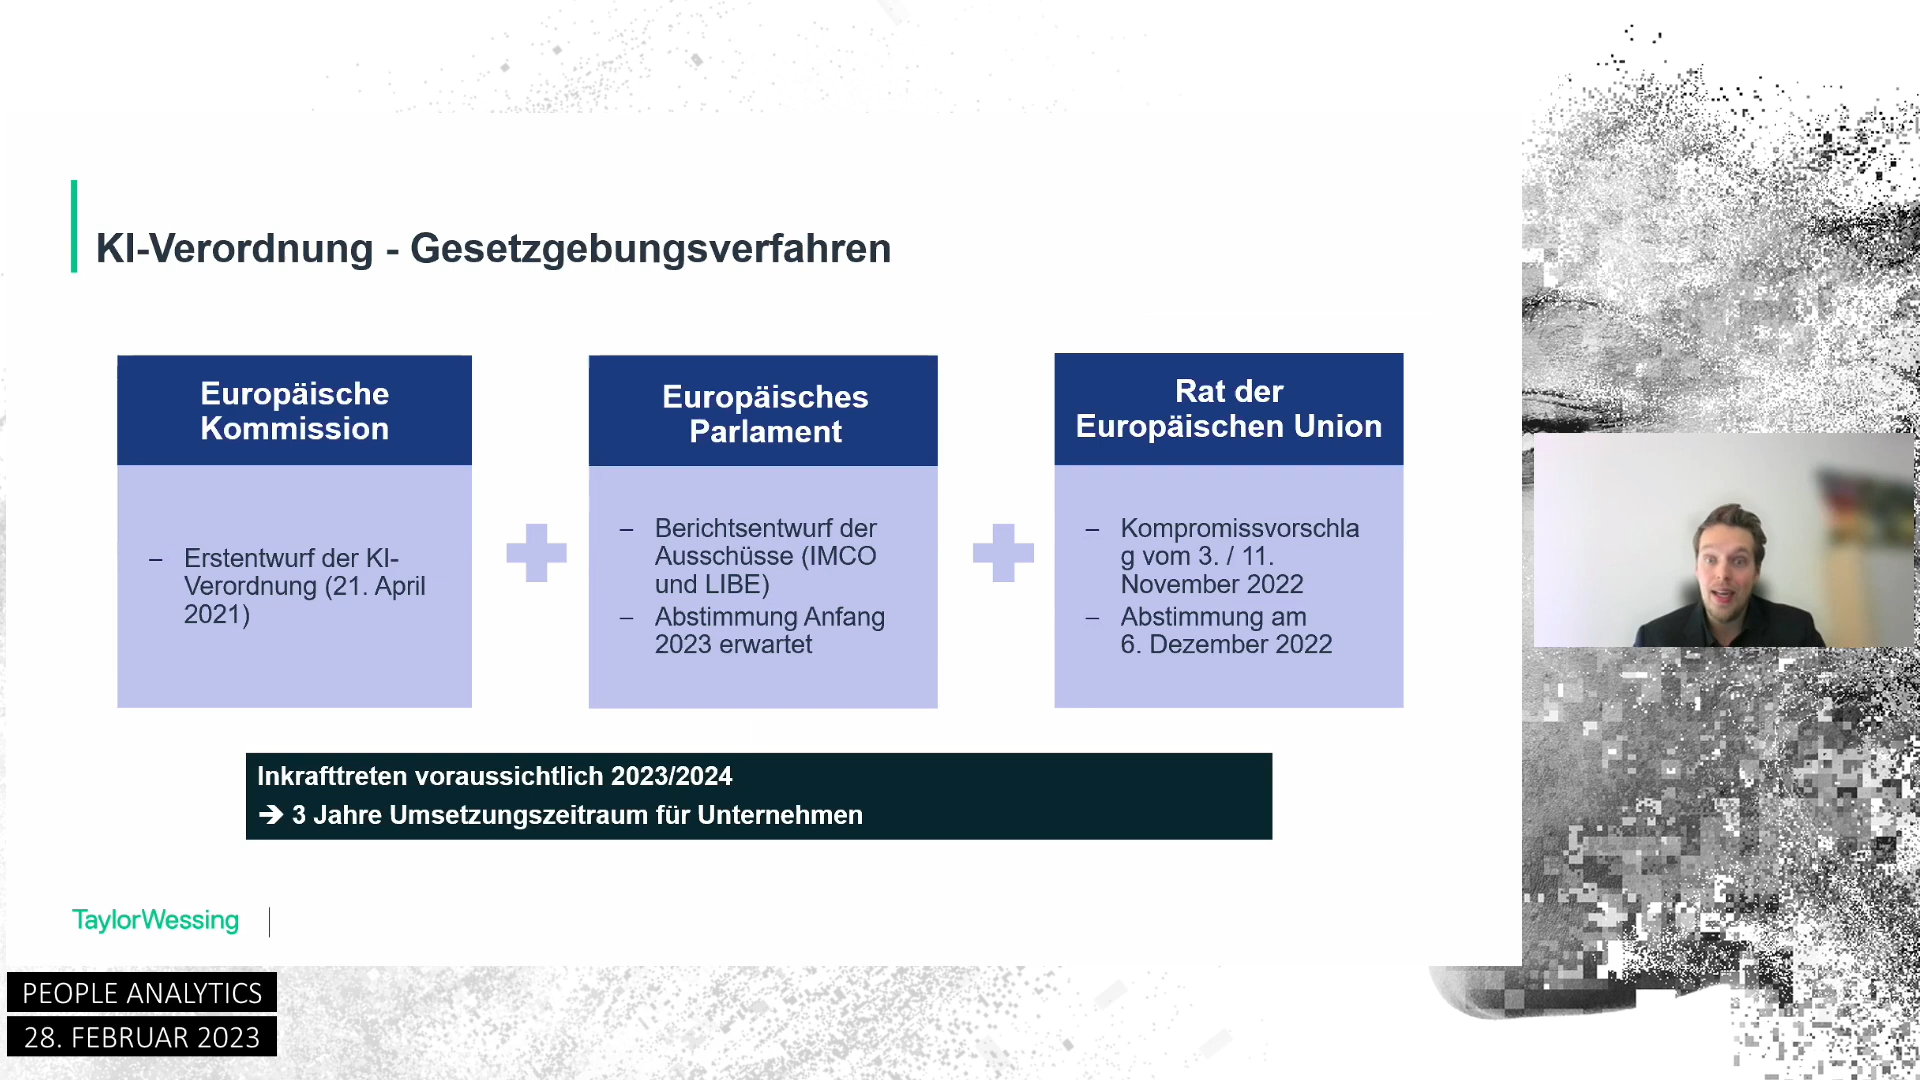 KI-Verordnung - Gesetzgebungsverfahren
Europäische
Kommission
– Erstentwurf der KI-
Verordnung (21. April
2021)
Europäisches
Parlament
– Berichtsentwurf der
Ausschüsse (IMCO
und LIBE)
– Abstimmung Anfang
2023 erwartet
Rat der
Europäischen Union
– Kompromissvorschla
g vom 3. / 11.
November 2022
– Abstimmung am
6. Dezember 2022
Inkrafttreten voraussichtlich 2023/2024
➔ 3 Jahre Umsetzungszeitraum für Unternehmen
TaylorWessing
PEOPLE ANALYTICS
28. FEBRUAR 2023